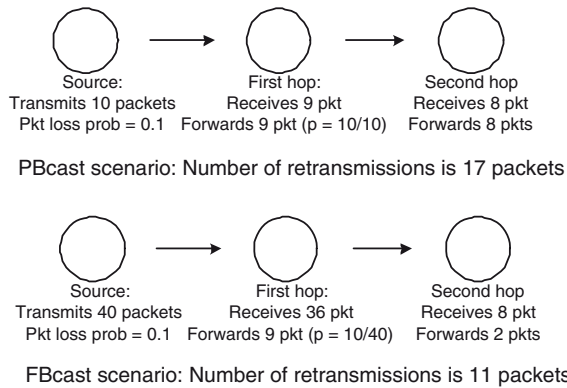 Source:
Transmits 10 packets
Pkt loss prob = 0.1
First hop:
Receives 9 pkt
Forwards 9 pkt (p = 10/10)
Second hop
Receives 8 pkt
Forwards 8 pkts
PBcast scenario: Number of retransmissions is 17 packets
Source:
Transmits 40 packets
Pkt loss prob = 0.1
First hop:
Receives 36 pkt
Forwards 9 pkt (p = 10/40)
Second hop
Receives 8 pkt
Forwards 2 pkts
FBcast scenario: Number of retransmissions is 11 packets